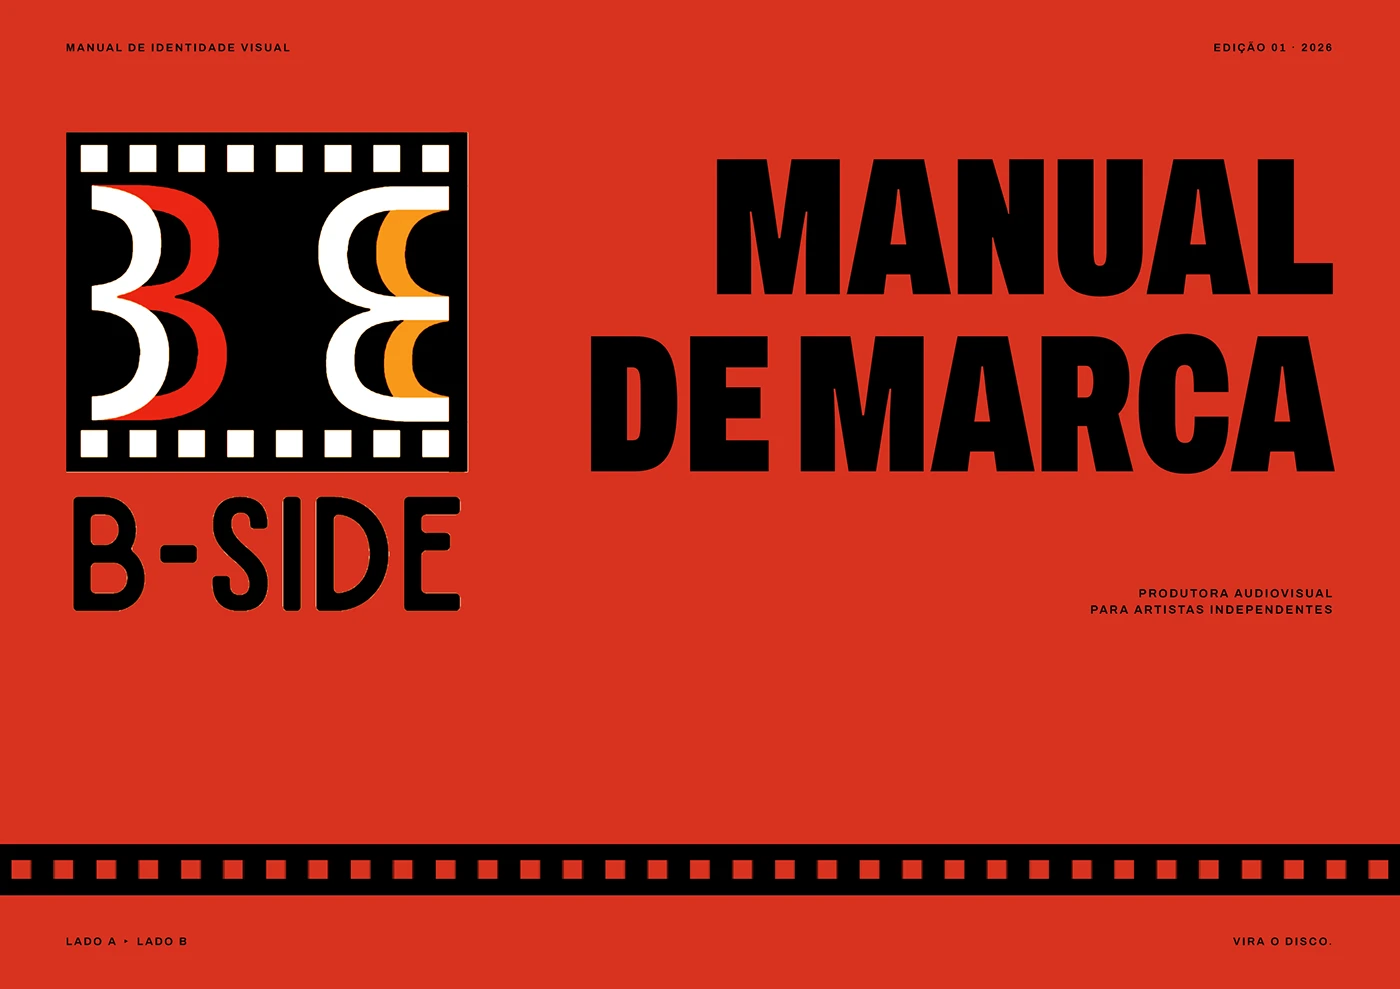 MANUAL DE IDENTIDADE VISUAL
EDIÇÃO 01 · 2026
B B
B-SIDE
MANUAL
DE MARCA
PRODUTORA AUDIOVISUAL
PARA ARTISTAS INDEPENDENTES
LADO A ▸ LADO B
VIRA O DISCO.